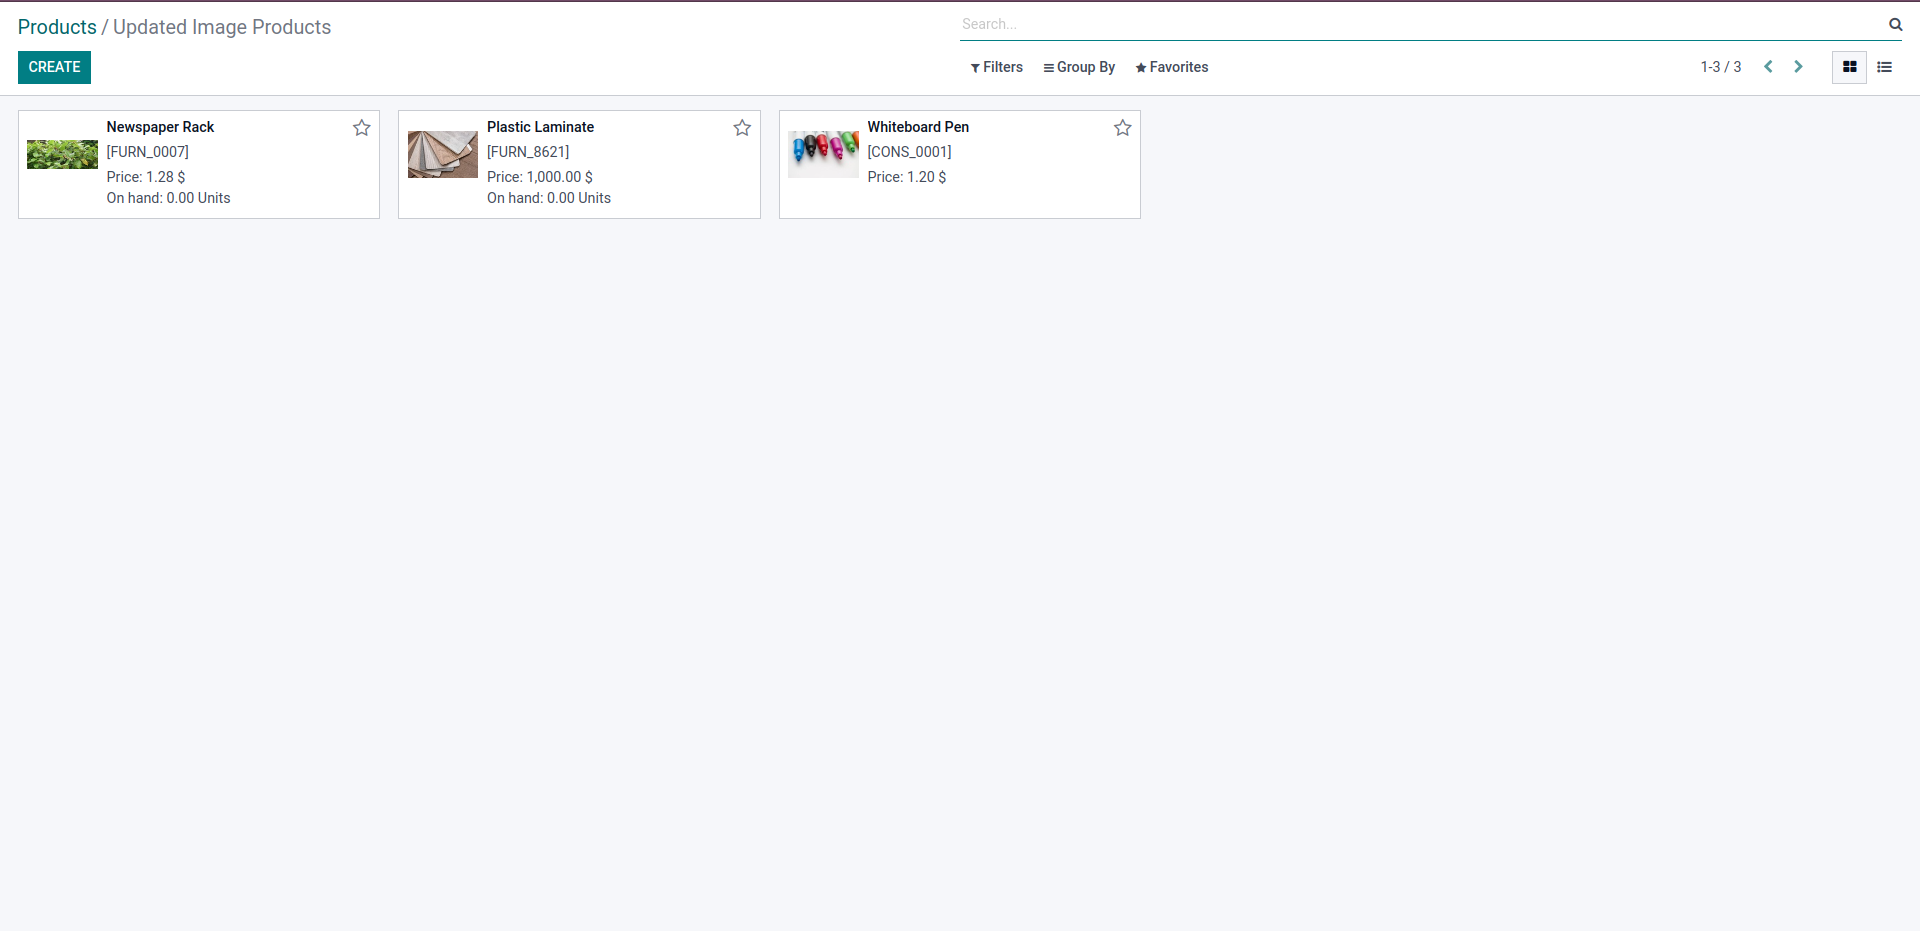 Products / Updated Image Products
Search...
CREATE
Filters
Group By
Favorites
1-3 / 3
Newspaper Rack
[FURN_0007]
Price: 1.28 $
On hand: 0.00 Units
Plastic Laminate
[FURN_8621]
Price: 1,000.00 $
On hand: 0.00 Units
Whiteboard Pen
[CONS_0001]
Price: 1.20 $